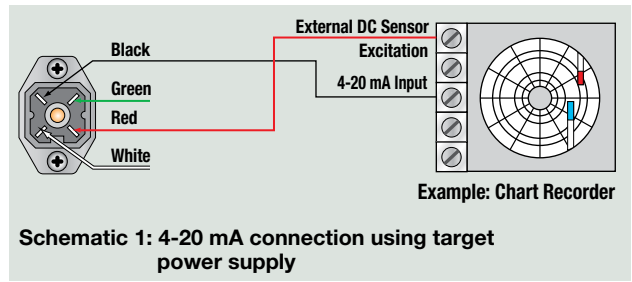 External DC Sensor
Excitation
4-20 mA Input
Black
Green
Red
White
Example: Chart Recorder
Schematic 1: 4-20 mA connection using target
power supply